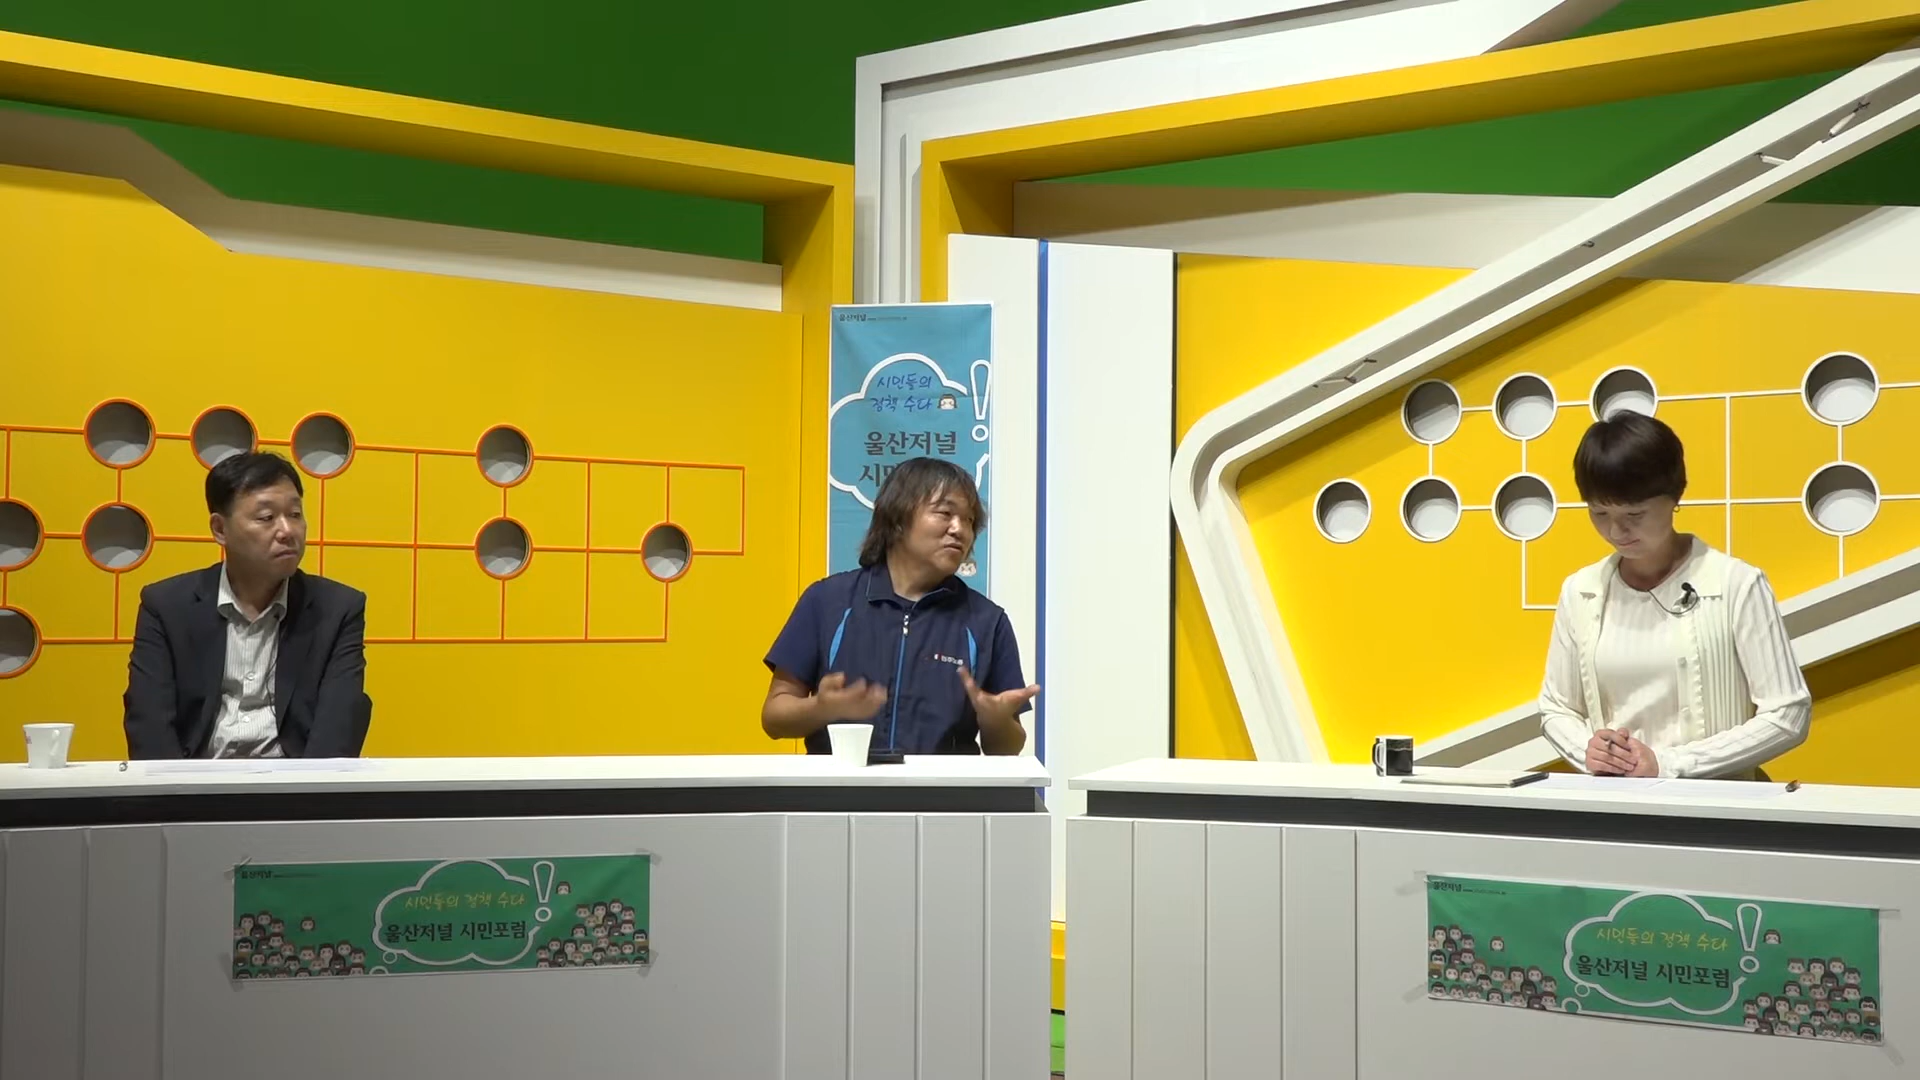 울산저널
시민들의
정책 수다
울산저널
울산저널
시민들의 정책 수다
울산저널 시민포럼
울산저널
시민들의 정책 수다
울산저널 시민포럼